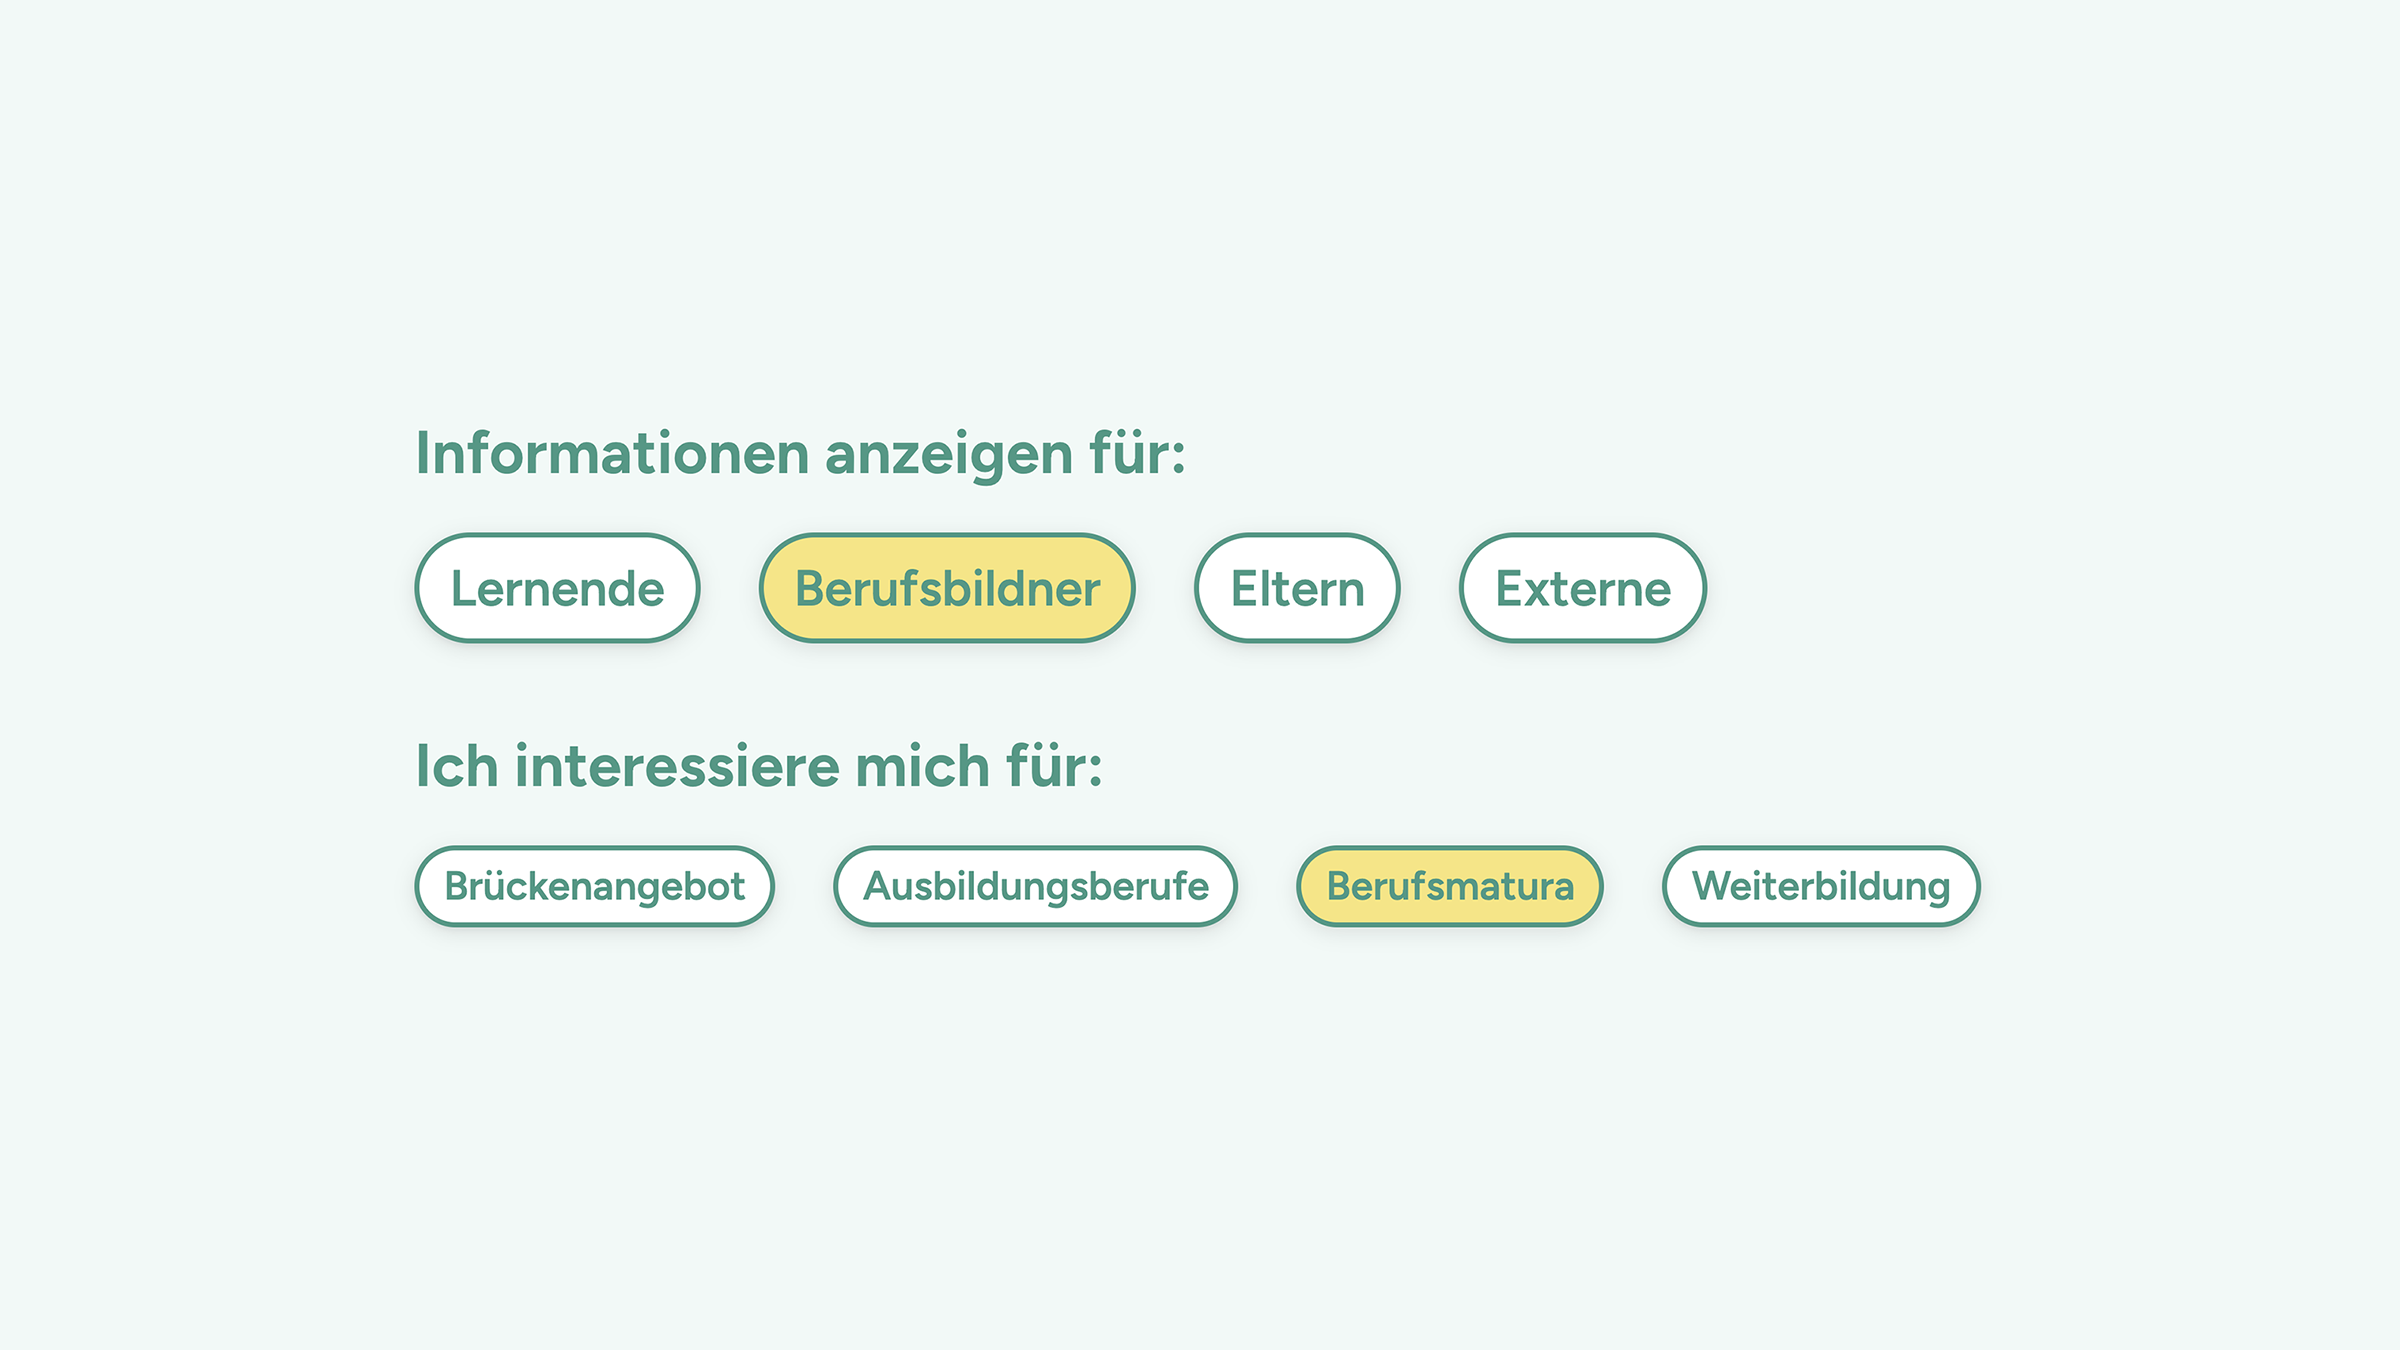 Informationen anzeigen für:
Lernende Berufsbildner Eltern Externe
Ich interessiere mich für:
Brückenangebot Ausbildungsberufe Berufsmatura Weiterbildung